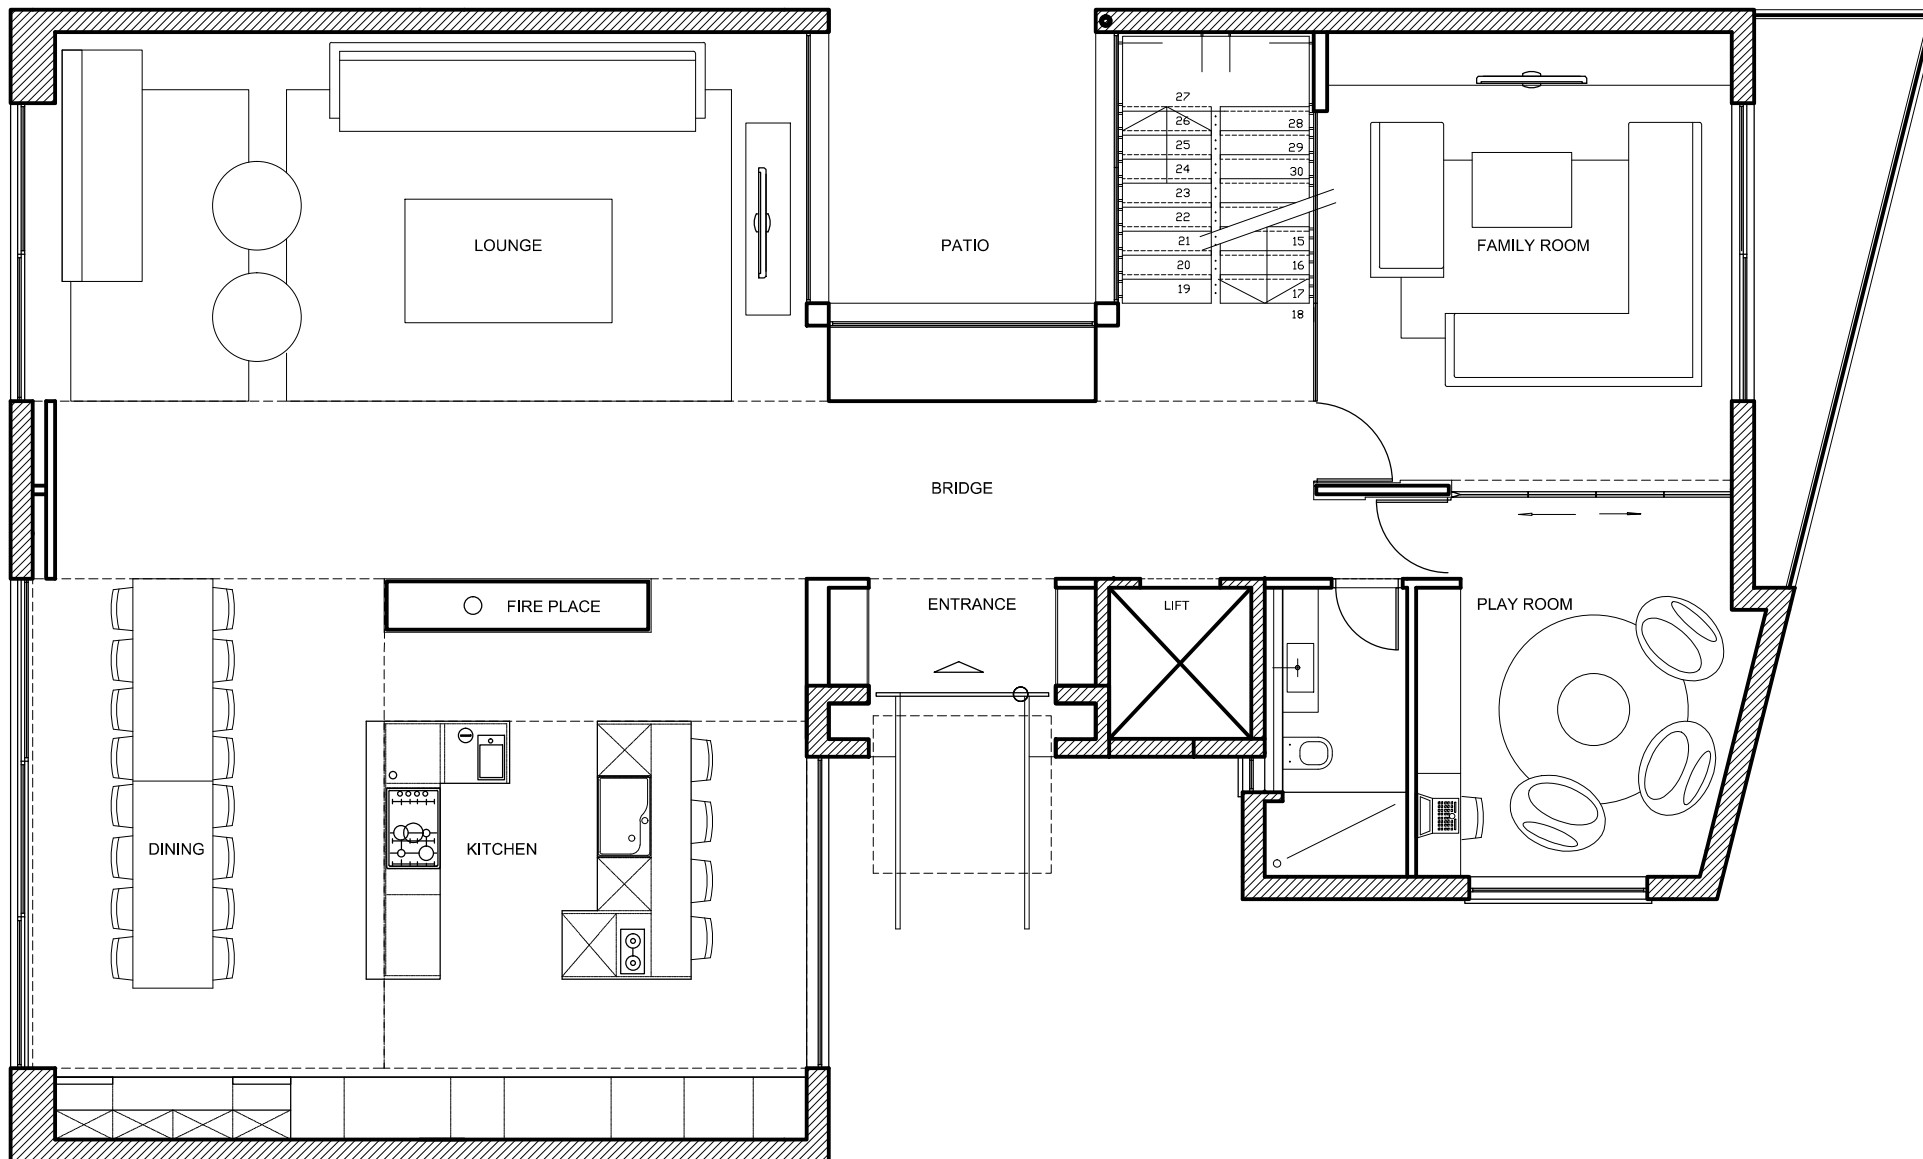 27
26
25
24
23
22
21
20
19
28
29
30
15
16
17
18
LOUNGE
PATIO
FAMILY ROOM
BRIDGE
FIRE PLACE
ENTRANCE
LIFT
PLAY ROOM
DINING
KITCHEN